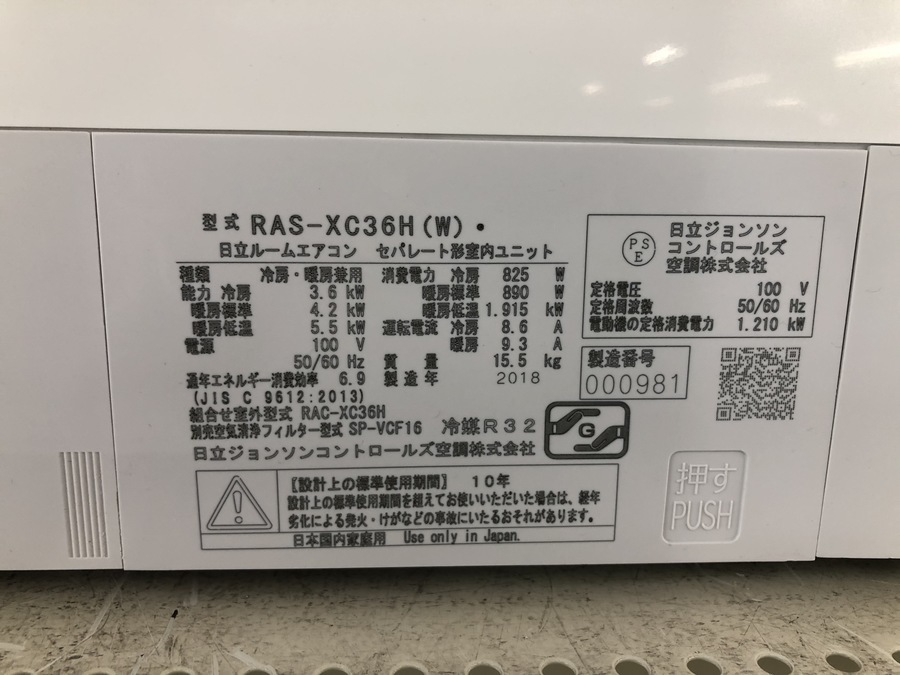 型式 RAS-XC36H(W)・
日立ルームエアコン セパレート形室内ユニット
種類 冷房・暖房兼用 消費電力 冷房 825 W
能力 冷房 3.6 kW 暖房標準 890 W
暖房標準 4.2 kW 暖房低温 1.915 kW
暖房低温 5.5 kW 運転電流 冷房 8.6 A
電源 100 V 暖房 9.3 A
50/60 Hz 質量 15.5 kg
通年エネルギー消費効率 6.9 製造年 2018
(JIS C 9612:2013)
組合せ室外型式 RAC-XC36H
別売空気清浄フィルター型式 SP-VCF16 冷媒R32
日立ジョンソンコントロールズ空調株式会社
G
【設計上の標準使用期間】 10年
設計上の標準使用期間を超えてお使いいただいた場合は、経年
劣化による発火・けがなどの事故にいたるおそれがあります。
日本国内家庭用 Use only in Japan.
PS
E
日立ジョンソン
コントロールズ
空調株式会社
定格電圧 100 V
定格周波数 50/60 Hz
電動機の定格消費電力 1.210 kW
製造番号
000981
押す
PUSH